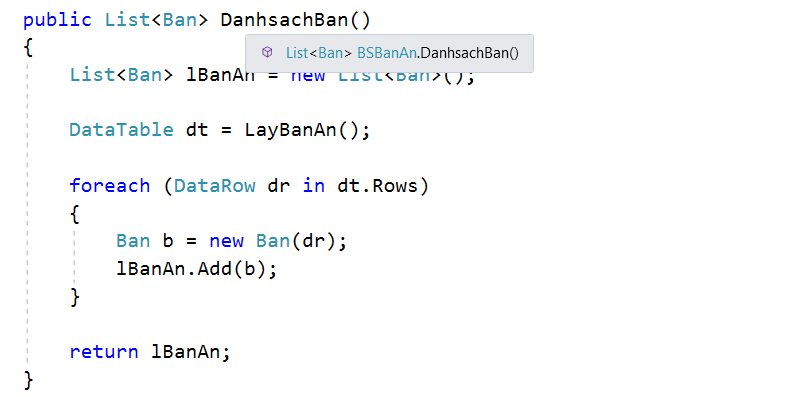 public List<Ban> DanhsachBan()
{
List<Ban> BSBanAn.DanhsachBan()
List<Ban> lBanAn = new List<Ban>();
DataTable dt = LayBanAn();
foreach (DataRow dr in dt.Rows)
{
Ban b = new Ban(dr);
lBanAn.Add(b);
}
return lBanAn;
}